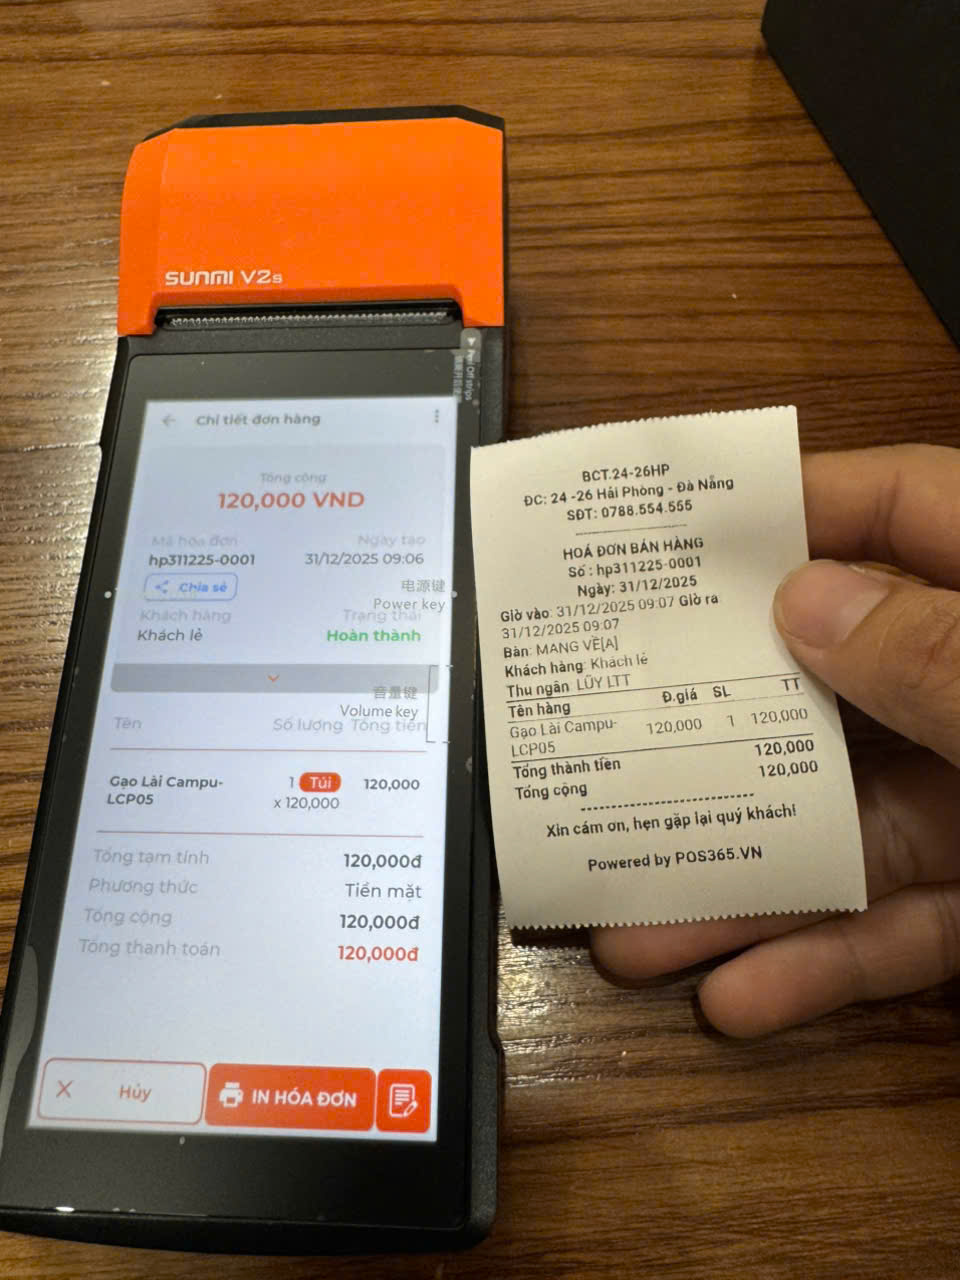 SUNMI V2s
Peel Off strips
← Chi tiết đơn hàng
Tổng cộng
120,000 VND
Mã hóa đơn Ngày tạo
hp311225-0001 31/12/2025 09:06
Chia sẻ
电源键
Power key
Khách hàng Trạng thái
Khách lẻ Hoàn thành
音量键
Volume key
Tên Số lượng Tổng tiền
Gạo Lài Campu- 1 Túi 120,000
LCP05 x 120,000
Tổng tạm tính 120,000đ
Phương thức Tiền mặt
Tổng cộng 120,000đ
Tổng thanh toán 120,000đ
X Hủy
IN HÓA ĐƠN
BCT.24-26HP
ĐC: 24 -26 Hải Phòng - Đà Nẵng
SĐT: 0788.554.555
HOÁ ĐƠN BÁN HÀNG
Số : hp311225-0001
Ngày: 31/12/2025
Giờ vào: 31/12/2025 09:07 Giờ ra
31/12/2025 09:07
Bàn: MANG VỀ[A]
Khách hàng: Khách lẻ
Thu ngân: LŨY LTT
Tên hàng Đ.giá SL TT
Gạo Lài Campu- 120,000 1 120,000
LCP05
Tổng thành tiền 120,000
Tổng cộng 120,000
Xin cám ơn, hẹn gặp lại quý khách!
Powered by POS365.VN